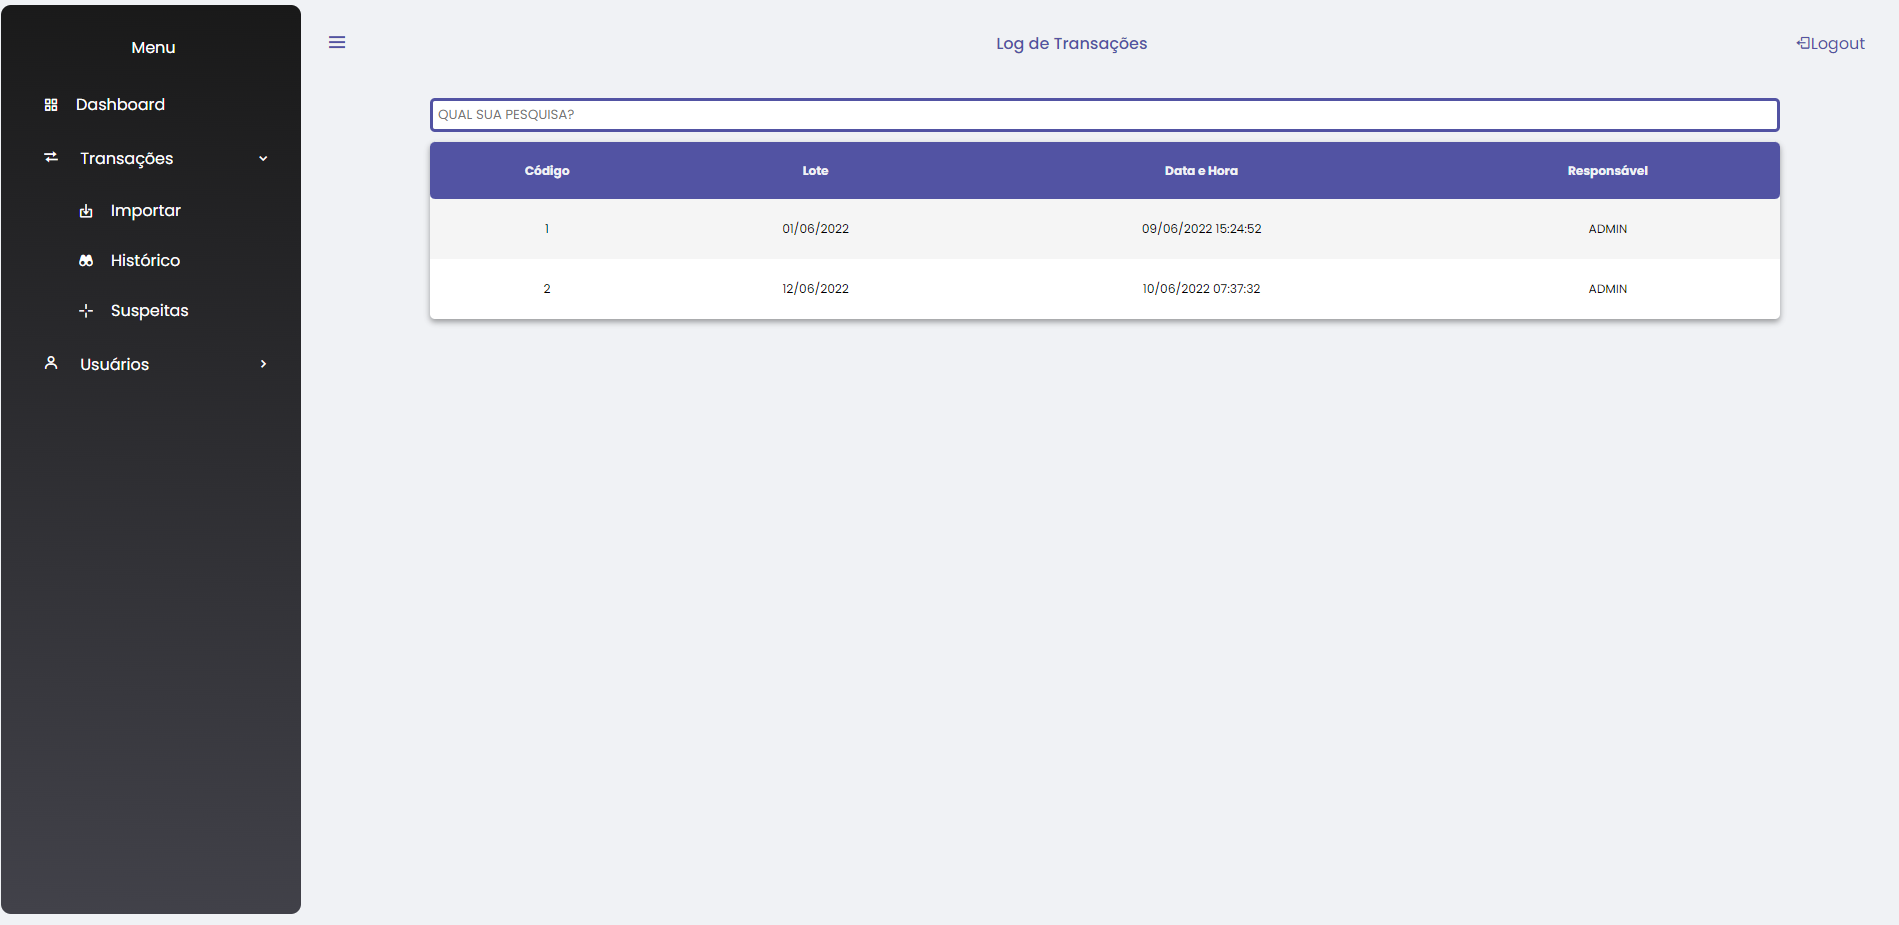 Menu
Dashboard
Transações
Importar
Histórico
Suspeitas
Usuários
Log de Transações
Logout
QUAL SUA PESQUISA?
Código Lote Data e Hora Responsável
1 01/06/2022 09/06/2022 15:24:52 ADMIN
2 12/06/2022 10/06/2022 07:37:32 ADMIN